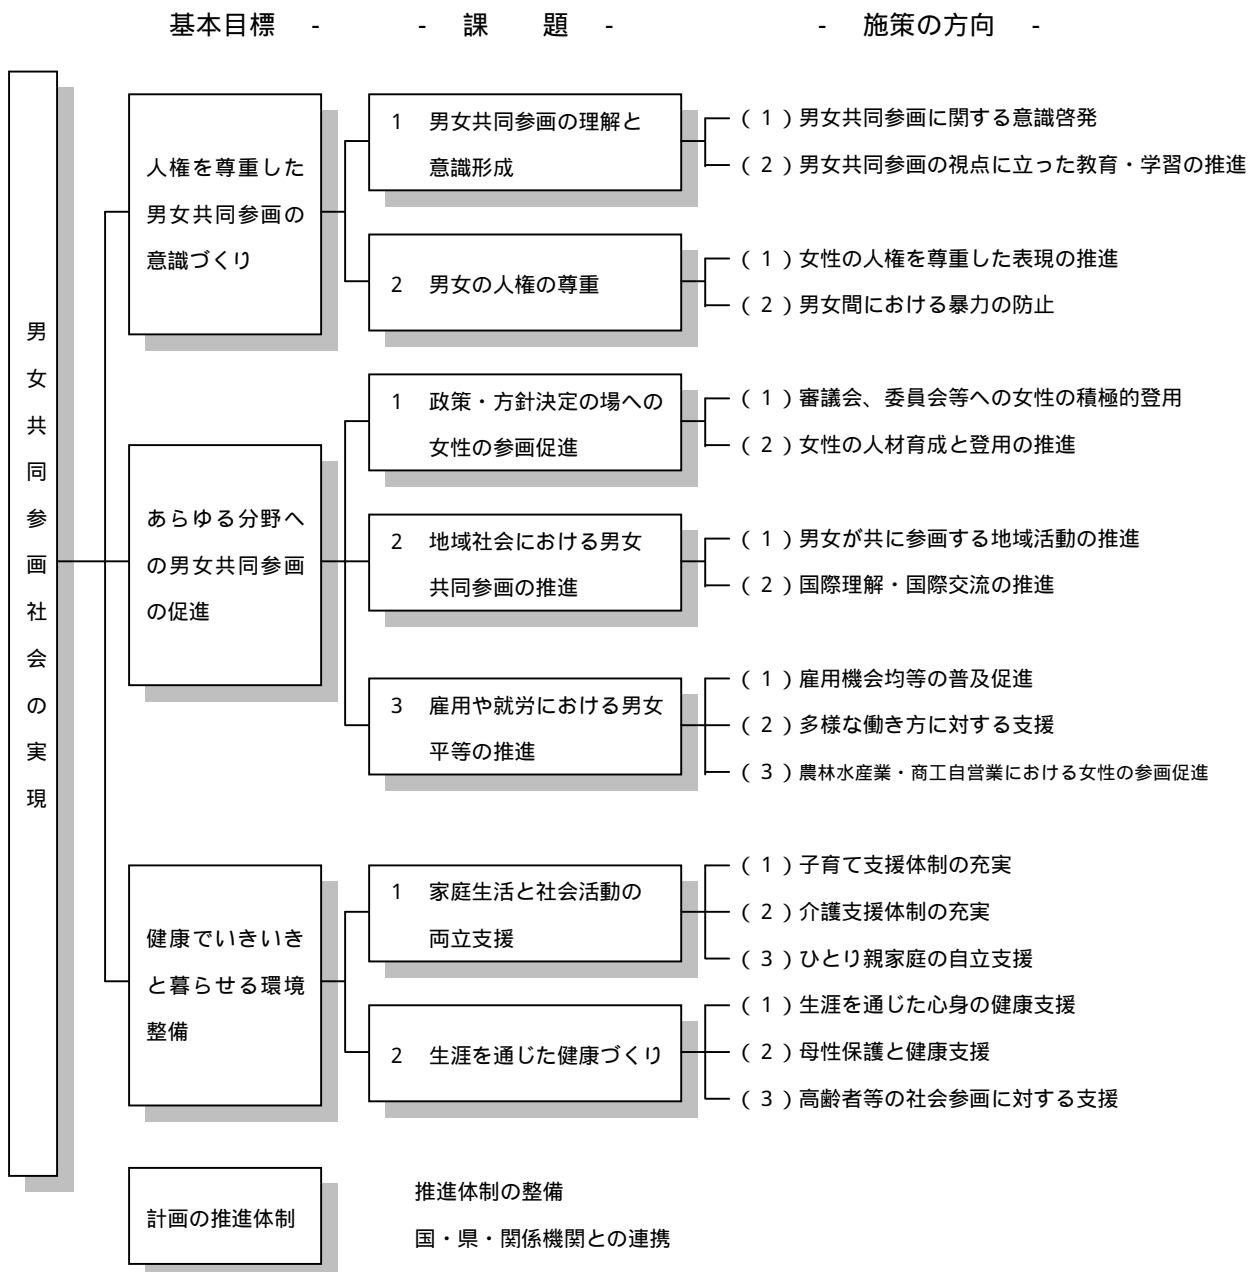 基本目標 -
- 課 題 -
- 施策の方向 -
男女共同参画社会の実現
人権を尊重した
男女共同参画の
意識づくり
1 男女共同参画の理解と
意識形成
(1)男女共同参画に関する意識啓発
(2)男女共同参画の視点に立った教育・学習の推進
2 男女の人権の尊重
(1)女性の人権を尊重した表現の推進
(2)男女間における暴力の防止
あらゆる分野へ
の男女共同参画
の促進
1 政策・方針決定の場への
女性の参画促進
(1)審議会、委員会等への女性の積極的登用
(2)女性の人材育成と登用の推進
2 地域社会における男女
共同参画の推進
(1)男女が共に参画する地域活動の推進
(2)国際理解・国際交流の推進
3 雇用や就労における男女
平等の推進
(1)雇用機会均等の普及促進
(2)多様な働き方に対する支援
(3)農林水産業・商工自営業における女性の参画促進
健康でいきいき
と暮らせる環境
整備
1 家庭生活と社会活動の
両立支援
(1)子育て支援体制の充実
(2)介護支援体制の充実
(3)ひとり親家庭の自立支援
2 生涯を通じた健康づくり
(1)生涯を通じた心身の健康支援
(2)母性保護と健康支援
(3)高齢者等の社会参画に対する支援
計画の推進体制
推進体制の整備
国・県・関係機関との連携